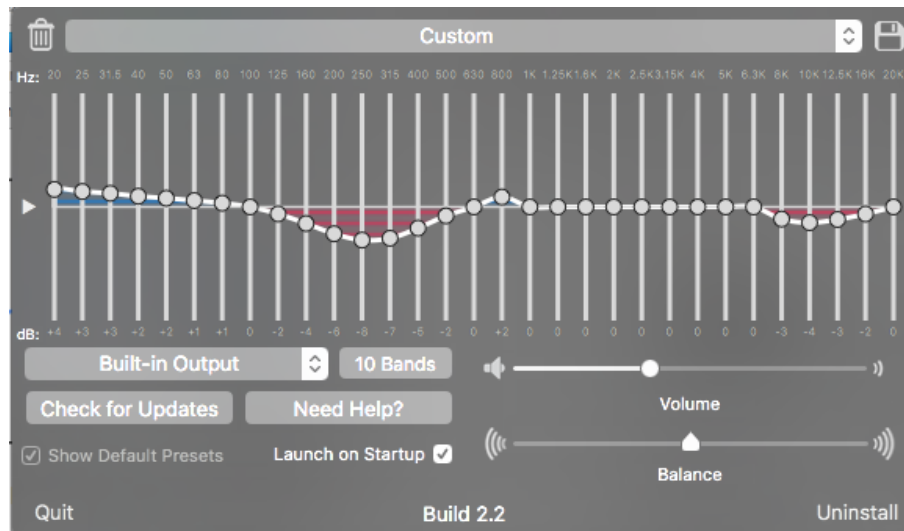 Custom
Hz: 20 25 31.5 40 50 63 80 100 125 160 200 250 315 400 500 630 800 1K 1.25K 1.6K 2K 2.5K 3.15K 4K 5K 6.3K 8K 10K 12.5K 16K 20K
dB: +4 +3 +3 +2 +2 +1 +1 0 -2 -4 -6 -8 -7 -5 -2 0 +2 0 0 0 0 0 0 0 0 0 -3 -4 -3 -2 0
Built-in Output 10 Bands
Volume
Check for Updates Need Help?
Show Default Presets Launch on Startup
Balance
Quit Build 2.2 Uninstall